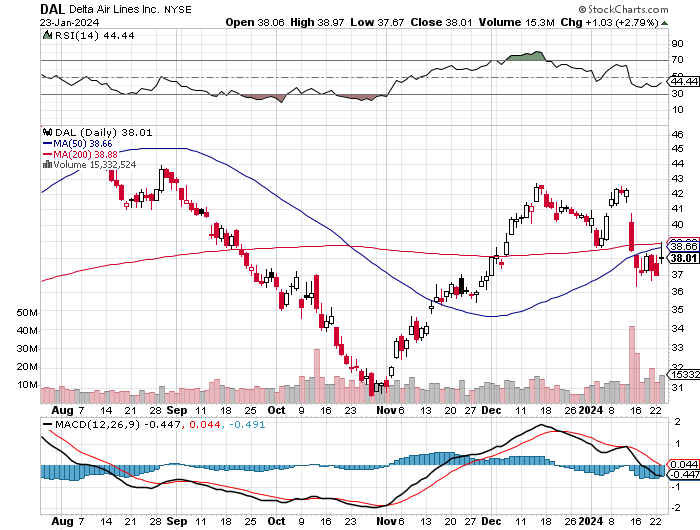 DAL Delta Air Lines Inc. NYSE © StockCharts.com
23-Jan-2024 Open 38.06 High 38.97 Low 37.67 Close 38.01 Volume 15.3M Chg +1.03 (+2.79%)
RSI(14) 44.44
90
70
50
44.44
30
10
DAL (Daily) 38.01
MA(50) 38.66
MA(200) 38.88
Volume 15,332,524
46
45
44
43
42
41
40
39
38.66
38.01
37
36
35
34
33
32
31
50M
40M
30M
20M
10M
15332
Aug 7 14 21 28 Sep 11 18 25 Oct 9 16 23 Nov 6 13 20 27 Dec 11 18 26 2024 8 16 22
MACD(12,26,9) -0.447, 0.044, -0.491
2
1
0.044
-0.447
-1
-2
Aug 7 14 21 28 Sep 11 18 25 Oct 9 16 23 Nov 6 13 20 27 Dec 11 18 26 2024 8 16 22